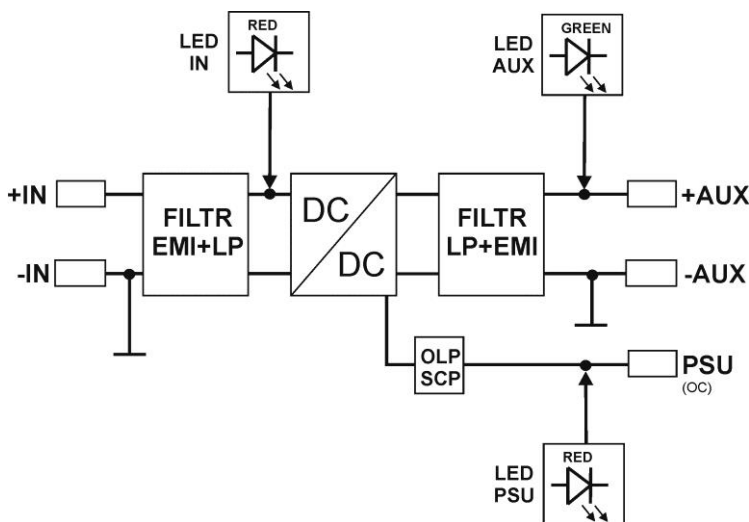 LED
IN
RED
LED
AUX
GREEN
+IN
-IN
FILTR
EMI+LP
DC
DC
FILTR
LP+EMI
+AUX
-AUX
OLP
SCP
PSU
(OC)
LED
PSU
RED